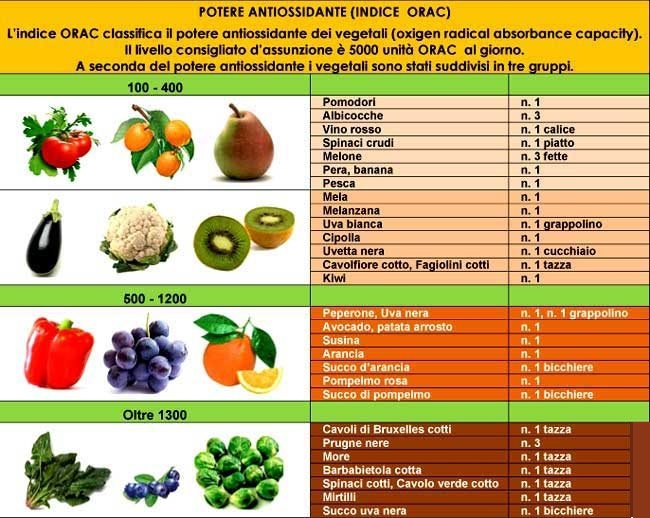 POTERE ANTIOSSIDANTE (INDICE ORAC)
L'indice ORAC classifica il potere antiossidante dei vegetali (oxigen radical absorbance capacity).
Il livello consigliato d'assunzione è 5000 unità ORAC al giorno.
A seconda del potere antiossidante i vegetali sono stati suddivisi in tre gruppi.
100 - 400
Pomodori n. 1
Albicocche n. 3
Vino rosso n. 1 calice
Spinaci crudi n. 1 piatto
Melone n. 3 fette
Pera, banana n. 1
Pesca n. 1
Mela n. 1
Melanzana n. 1
Uva bianca n. 1 grappolino
Cipolla n. 1
Uvetta nera n. 1 cucchiaio
Cavolfiore cotto, Fagiolini cotti n. 1 tazza
Kiwi n. 1
500 - 1200
Peperone, Uva nera n. 1, n. 1 grappolino
Avocado, patata arrosto n. 1
Susina n. 1
Arancia n. 1
Succo d'arancia n. 1 bicchiere
Pompelmo rosa n. 1
Succo di pompelmo n. 1 bicchiere
Oltre 1300
Cavoli di Bruxelles cotti n. 1 tazza
Prugne nere n. 3
More n. 1 tazza
Barbabietola cotta n. 1 tazza
Spinaci cotti, Cavolo verde cotto n. 1 tazza
Mirtilli n. 1 tazza
Succo uva nera n. 1 bicchiere